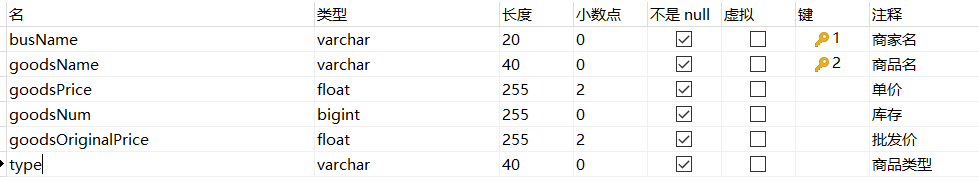 名 类型 长度 小数点 不是 null 虚拟 键 注释
busName varchar 20 0 1 商家名
goodsName varchar 40 0 2 商品名
goodsPrice float 255 2 单价
goodsNum bigint 255 0 库存
goodsOriginalPrice float 255 2 批发价
type varchar 40 0 商品类型